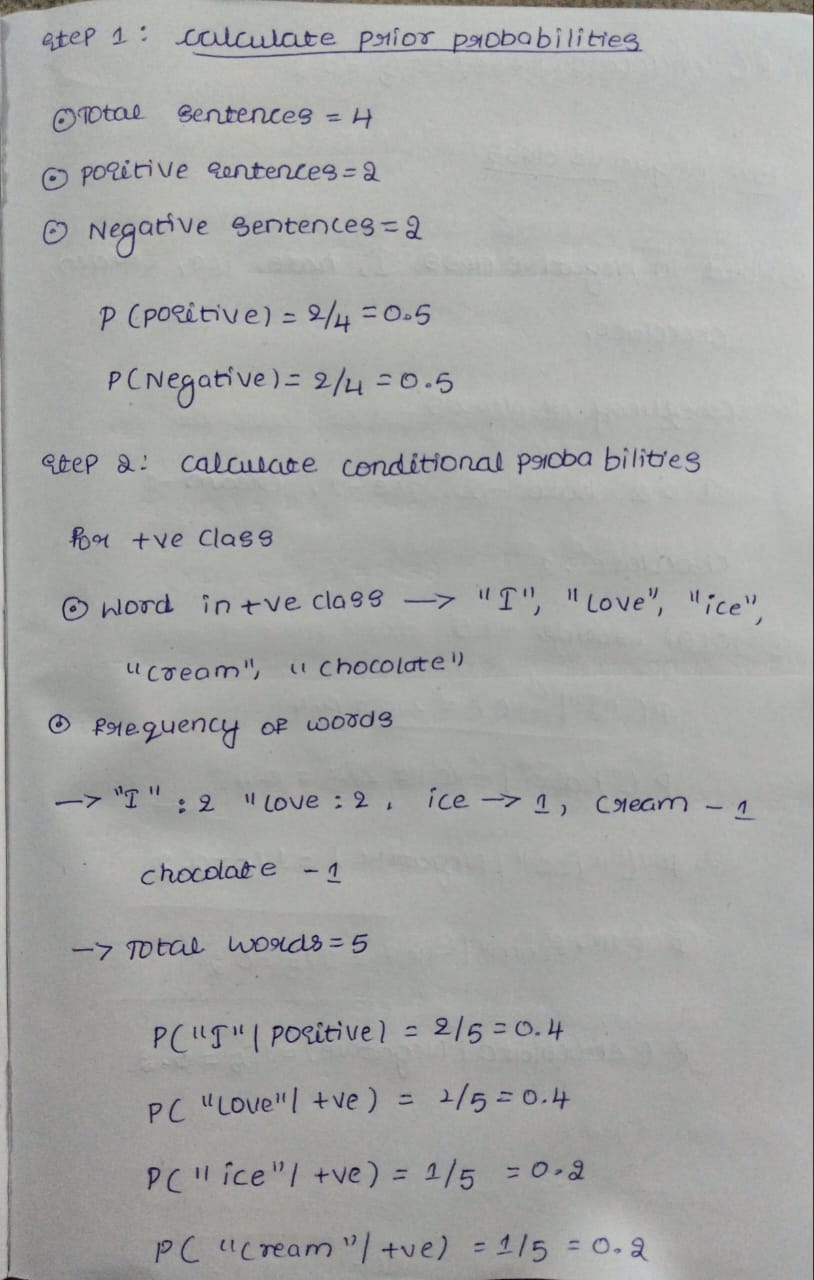 Step 1: calculate prior probabilities
⊙ Total sentences = 4
⊙ positive sentences = 2
⊙ Negative sentences = 2
P (positive) = 2/4 = 0.5
P(Negative) = 2/4 = 0.5
Step 2: calculate conditional proba bilities
For +ve class
⊙ word in +ve class → "I", "Love", "ice",
"cream", "chocolate"
⊙ frequency of words
→ "I" : 2 "Love : 2, ice → 1, cream - 1
chocolate - 1
→ Total words = 5
P("I" | positive) = 2/5 = 0.4
P( "Love" | +ve ) = 2/5 = 0.4
P(" ice" / +ve) = 1/5 = 0.2
P( "cream" / +ve) = 1/5 = 0.2